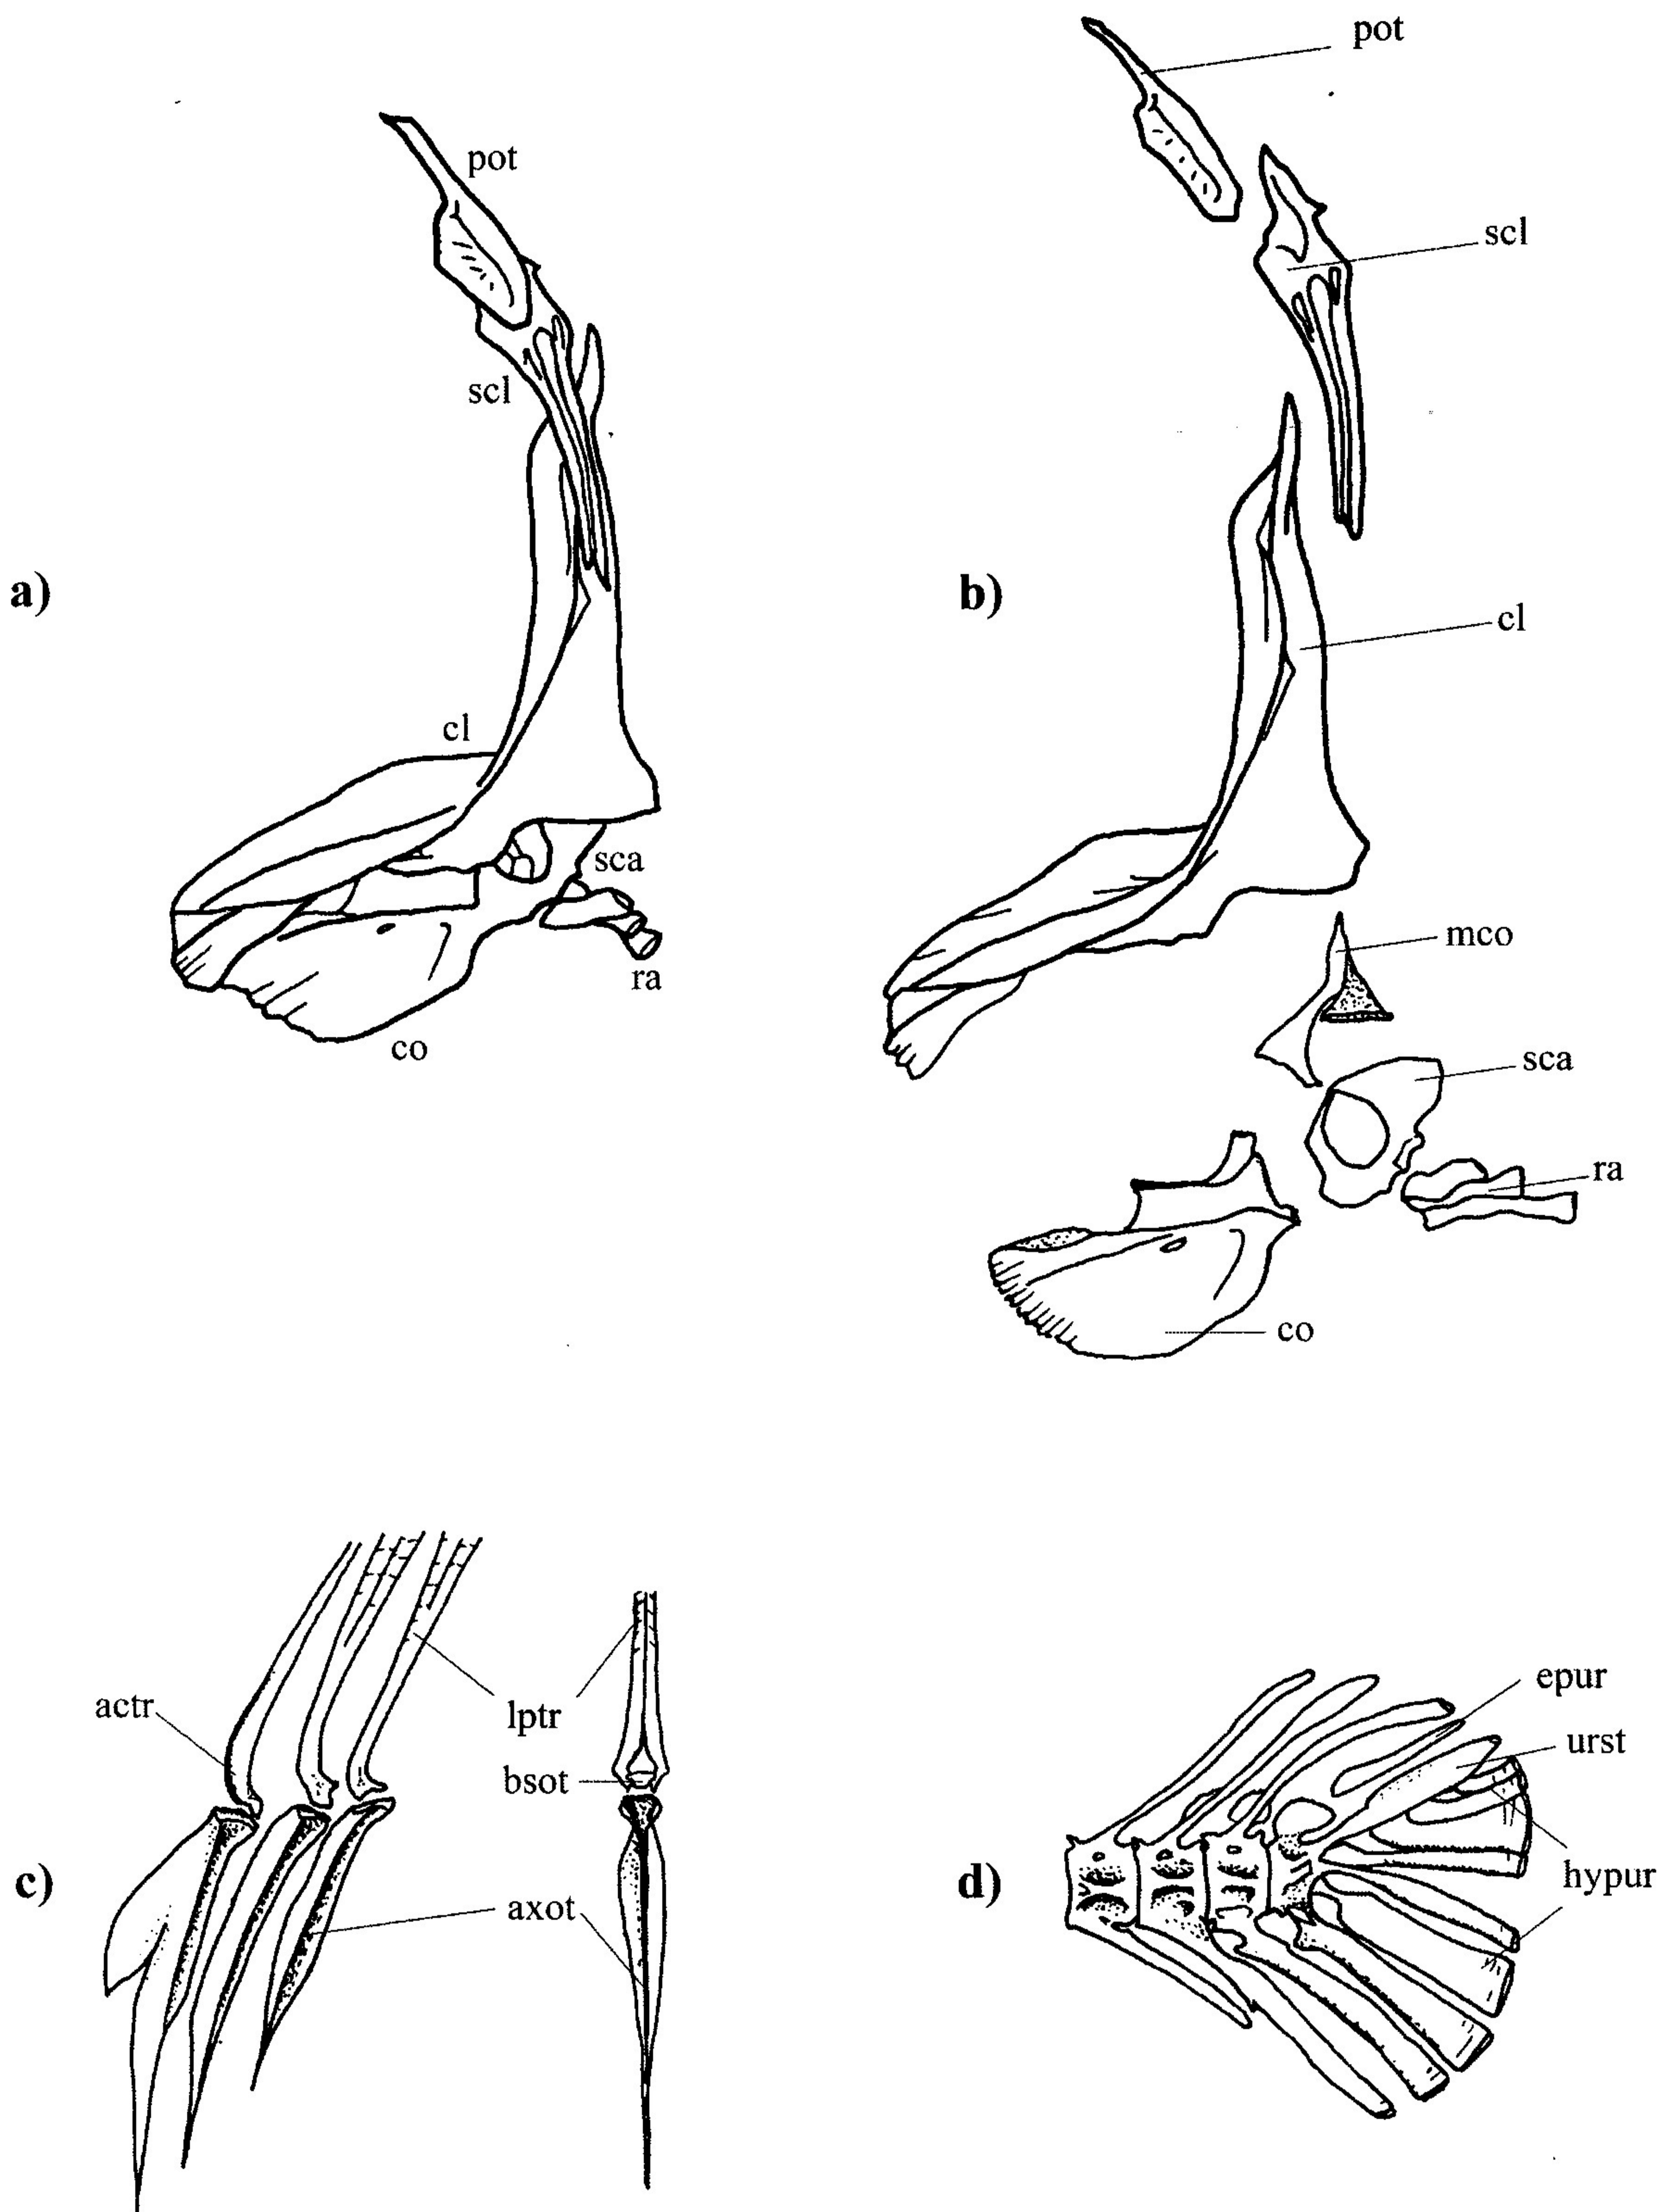 pot
scl
a)
cl
sca
ra
co
pot
scl
b)
cl
mco
sca
ra
co
actr
lptr
bsot
c)
axot
epur
urst
d)
hypur